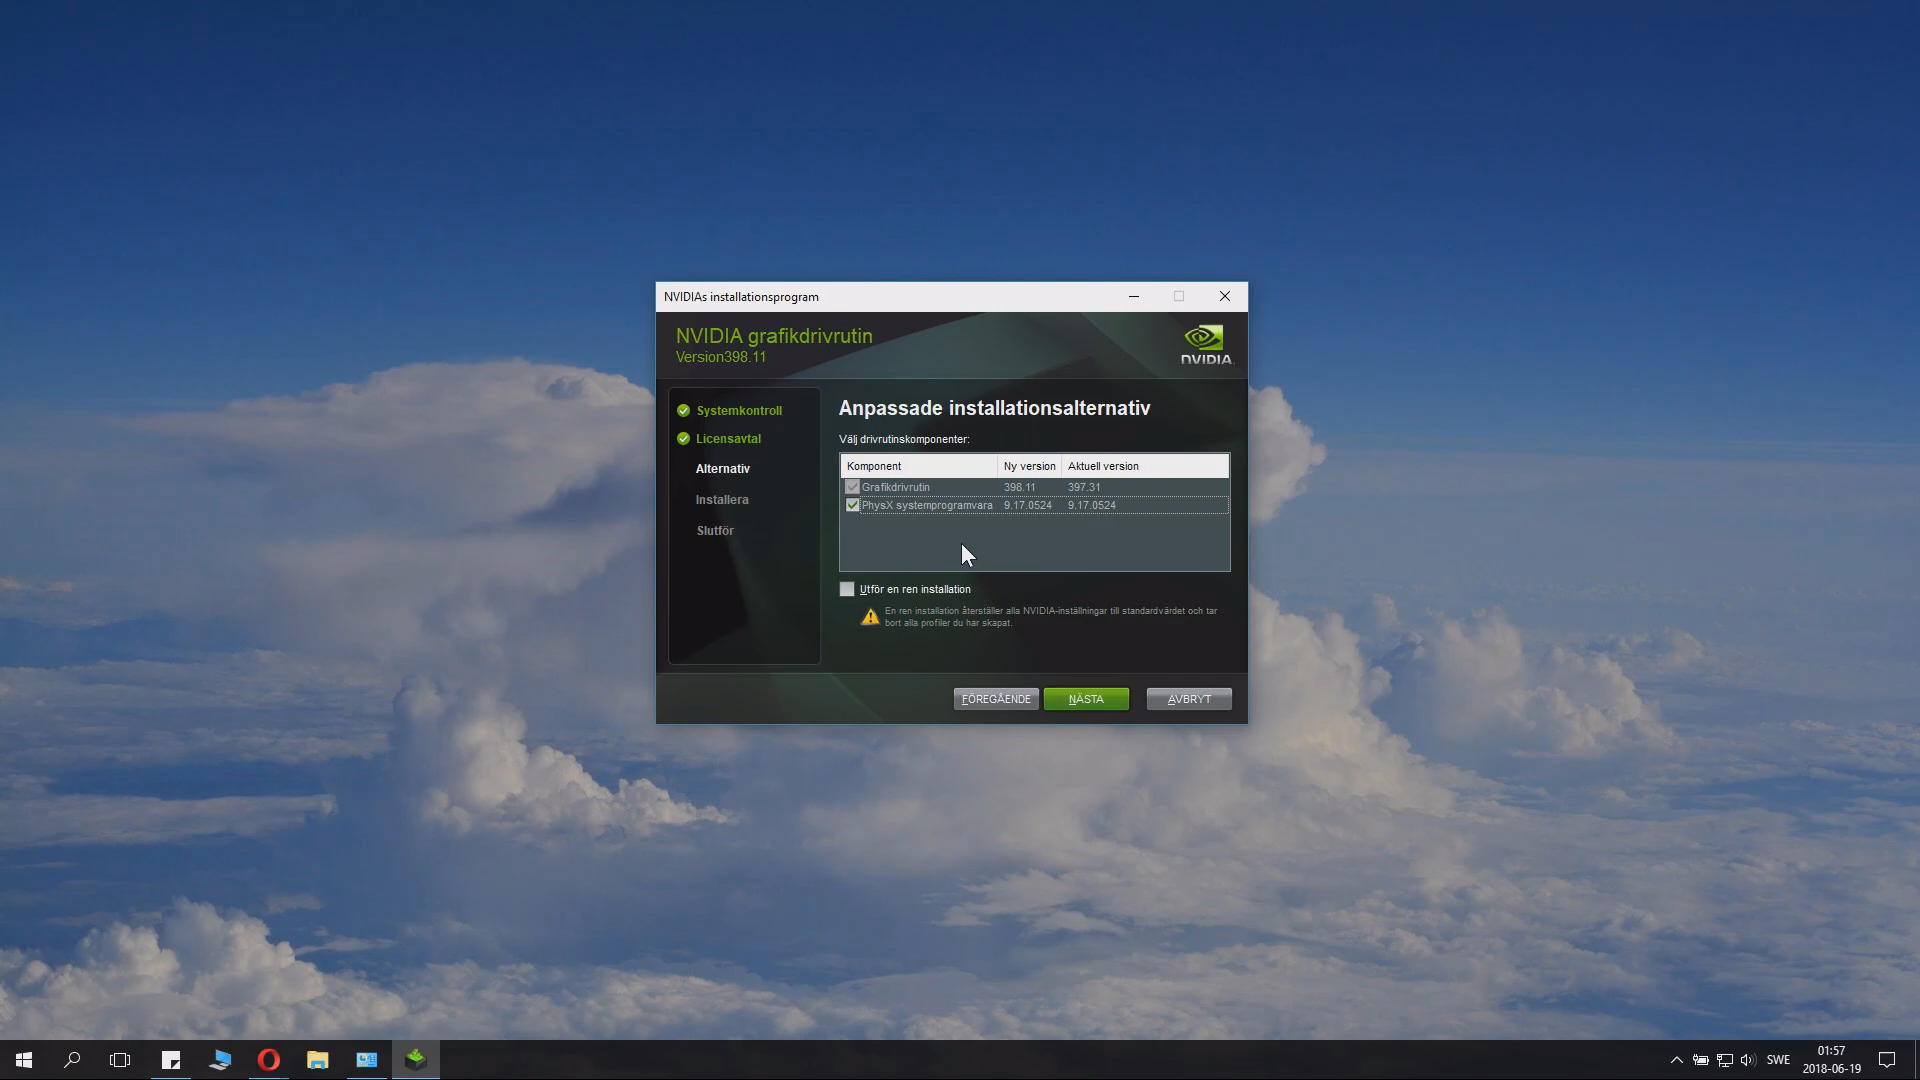 NVIDIAs installationsprogram
NVIDIA grafikdrivrutin
Version398.11
NVIDIA.
Systemkontroll
Licensavtal
Alternativ
Installera
Slutför
Anpassade installationsalternativ
Välj drivrutinskomponenter:
Komponent Ny version Aktuell version
Grafikdrivrutin 398.11 397.31
PhysX systemprogramvara 9.17.0524 9.17.0524
Utför en ren installation
En ren installation återställer alla NVIDIA-inställningar till standardvärdet och tar
bort alla profiler du har skapat.
FÖREGÅENDE NÄSTA AVBRYT
SWE
01:57
2018-06-19